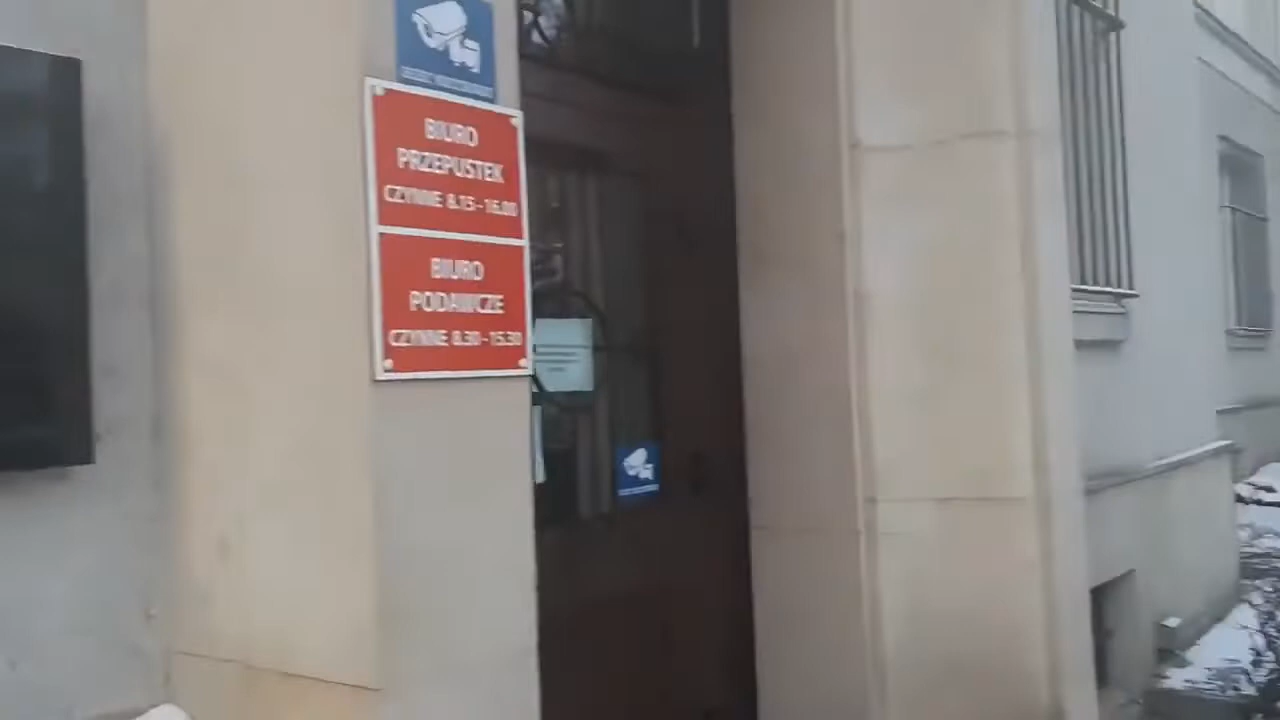 BIURO
PRZEPUSTEK
CZYNNE 8.15-16.00
BIURO
PODAWCZE
CZYNNE 8.30-15.30